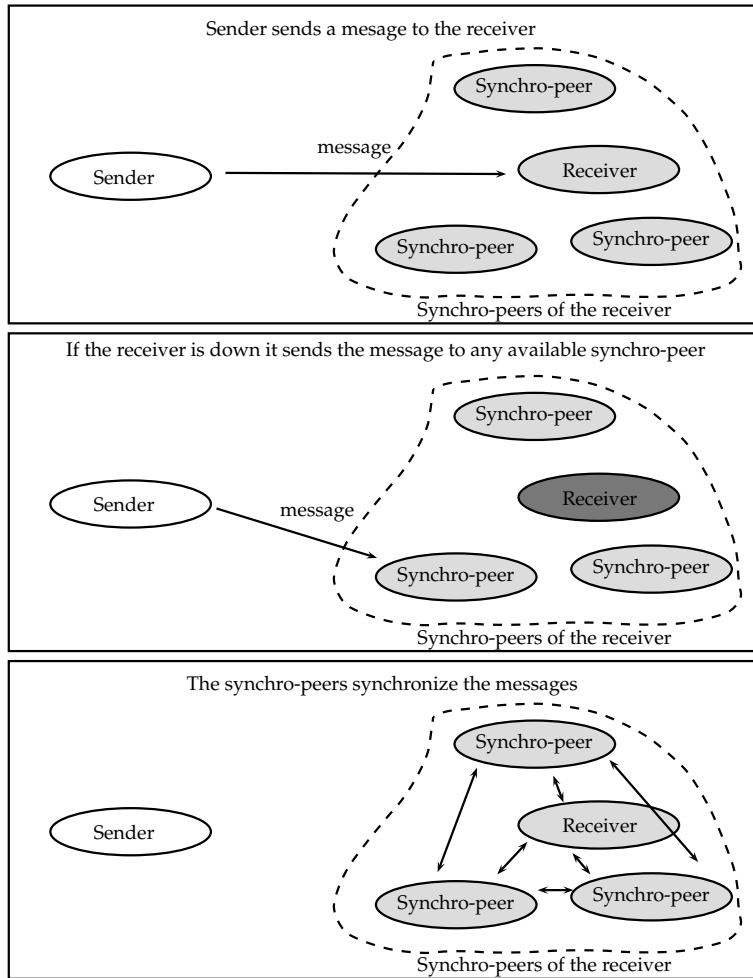 Sender sends a mesage to the receiver
Synchro-peer
message
Receiver
Sender
Synchro-peer
Synchro-peer
Synchro-peers of the receiver
If the receiver is down it sends the message to any available synchro-peer
Synchro-peer
Sender
Receiver
message
Synchro-peer
Synchro-peer
Synchro-peers of the receiver
The synchro-peers synchronize the messages
Synchro-peer
Sender
Receiver
Synchro-peer
Synchro-peer
Synchro-peers of the receiver